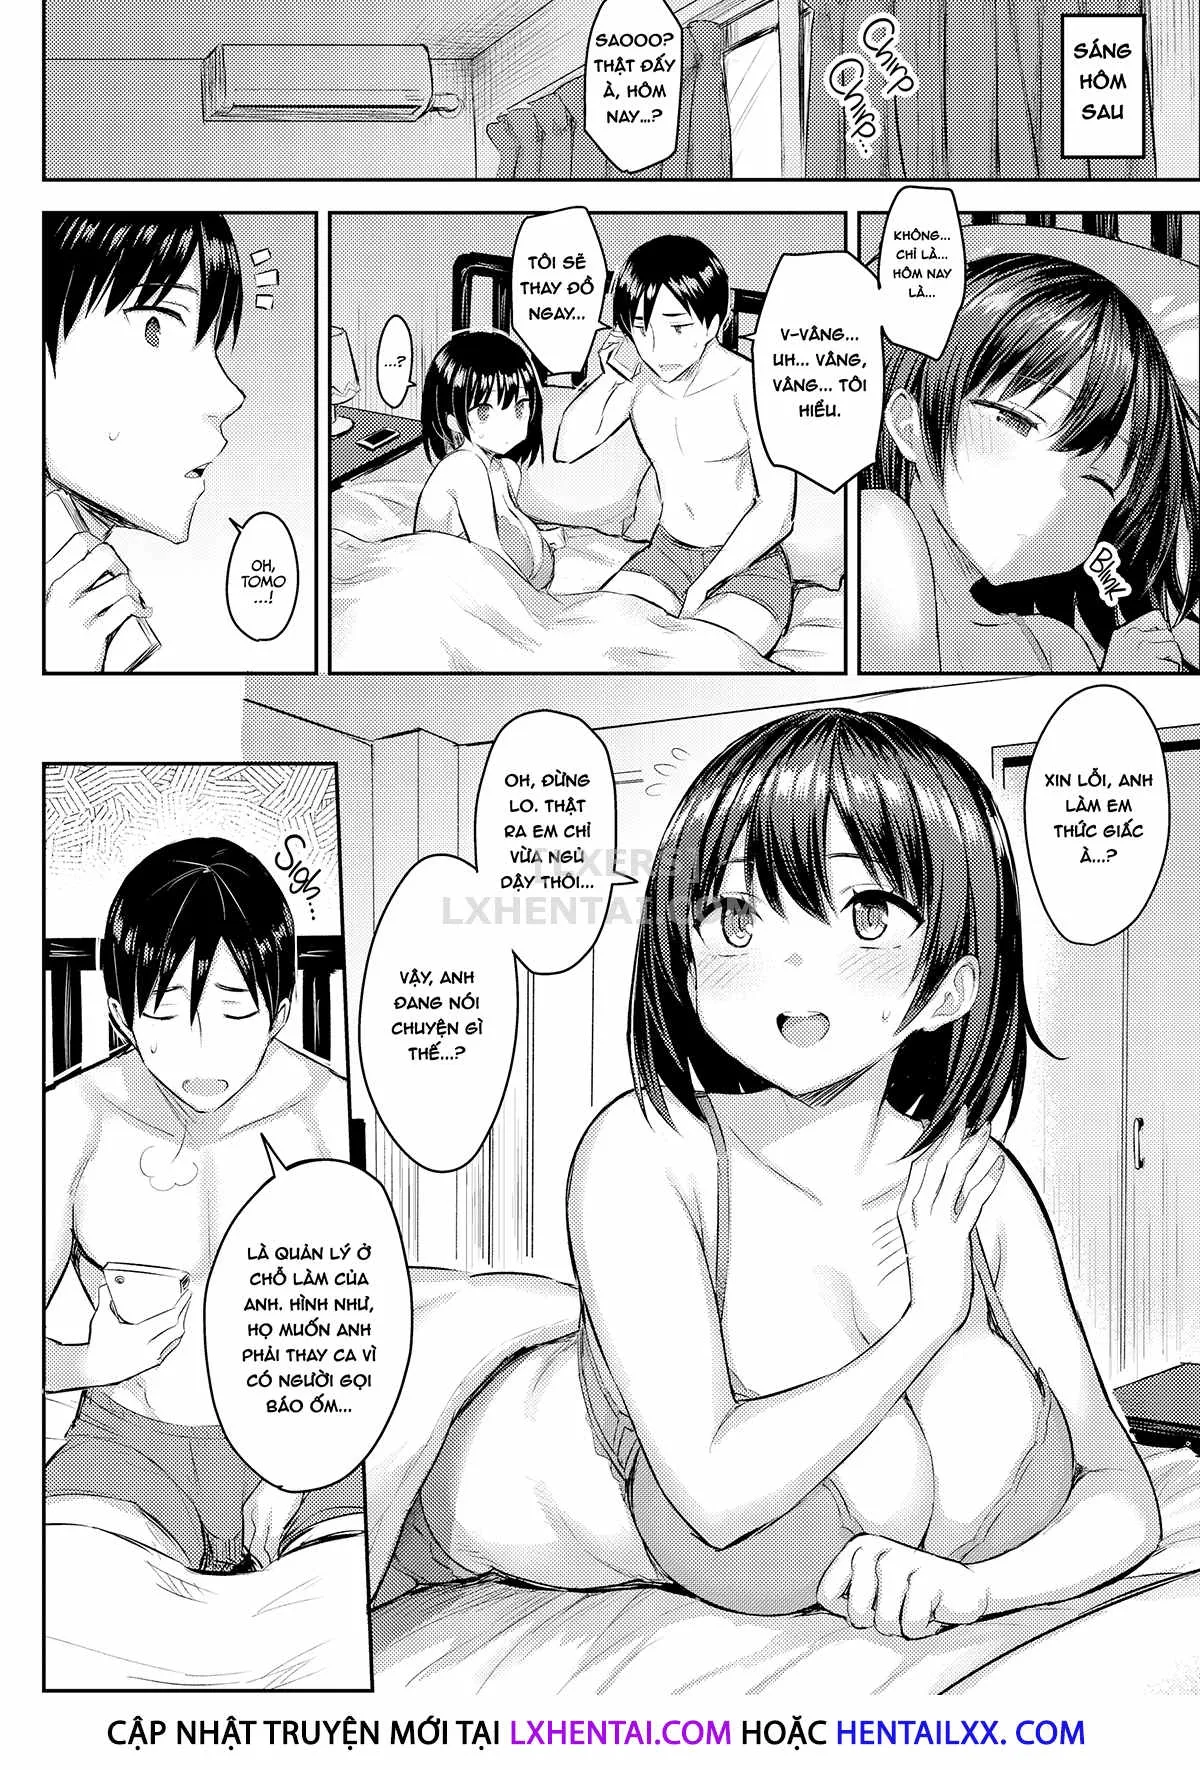 SÁNG
HÔM
SAU
Chirp
Chirp...
SAOOO?
THẬT ĐẤY
À, HÔM
NAY...?
KHÔNG...
CHỈ LÀ...
HÔM NAY
LÀ...
Blink
V-VÂNG...
UH... VÂNG,
VÂNG... TÔI
HIỂU.
TÔI SẼ
THAY ĐỒ
NGAY...
...?
OH,
TOMO
...!
XIN LỖI, ANH
LÀM EM
THỨC GIẤC
À...?
OH, ĐỪNG
LO. THẬT
RA EM CHỈ
VỪA NGỦ
DẬY THÔI...
VẬY, ANH
ĐANG NÓI
CHUYỆN GÌ
THẾ...?
[LXERS]
LXHENTAI.COM
Sigh...
LÀ QUẢN LÝ Ở
CHỖ LÀM CỦA
ANH. HÌNH NHƯ,
HỌ MUỐN ANH
PHẢI THAY CA VÌ
CÓ NGƯỜI GỌI
BÁO ỐM...
CẬP NHẬT TRUYỆN MỚI TẠI LXHENTAI.COM HOẶC HENTAILXX. COM